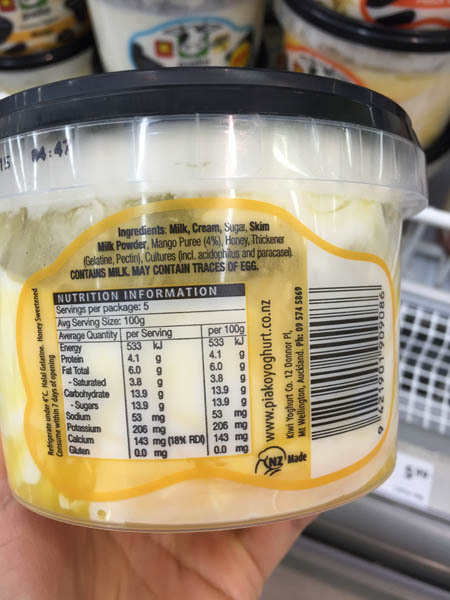 04:47
Ingredients: Milk, Cream, Sugar, Skim
Milk Powder, Mango Puree (4%), Honey, Thickener
(Gelatine, Pectin), Cultures (incl. acidophilus and paracasei).
CONTAINS MILK. MAY CONTAIN TRACES OF EGG.
NUTRITION INFORMATION
Servings per package: 5
Avg Serving Size: 100g
Average Quantity per Serving per 100g
Energy 533 kJ 533 kJ
Protein 4.1 g 4.1 g
Fat Total 6.0 g 6.0 g
- Saturated 3.8 g 3.8 g
Carbohydrate 13.9 g 13.9 g
- Sugars 13.9 g 13.9 g
Sodium 53 mg 53 mg
Potassium 206 mg 206 mg
Calcium 143 mg (18% RDI) 143 mg
Gluten 0.0 mg 0.0 mg
Refrigerate under 4°C. Halal Gelatine. Honey Sweetened
Consume within 7 days of opening
www.piakoyoghurt.co.nz
Kiwi Yoghurt Co. 12 Donnor Pl,
Mt Wellington, Auckland. Ph: 09 574 5869
NZ Made
9 421901 909086